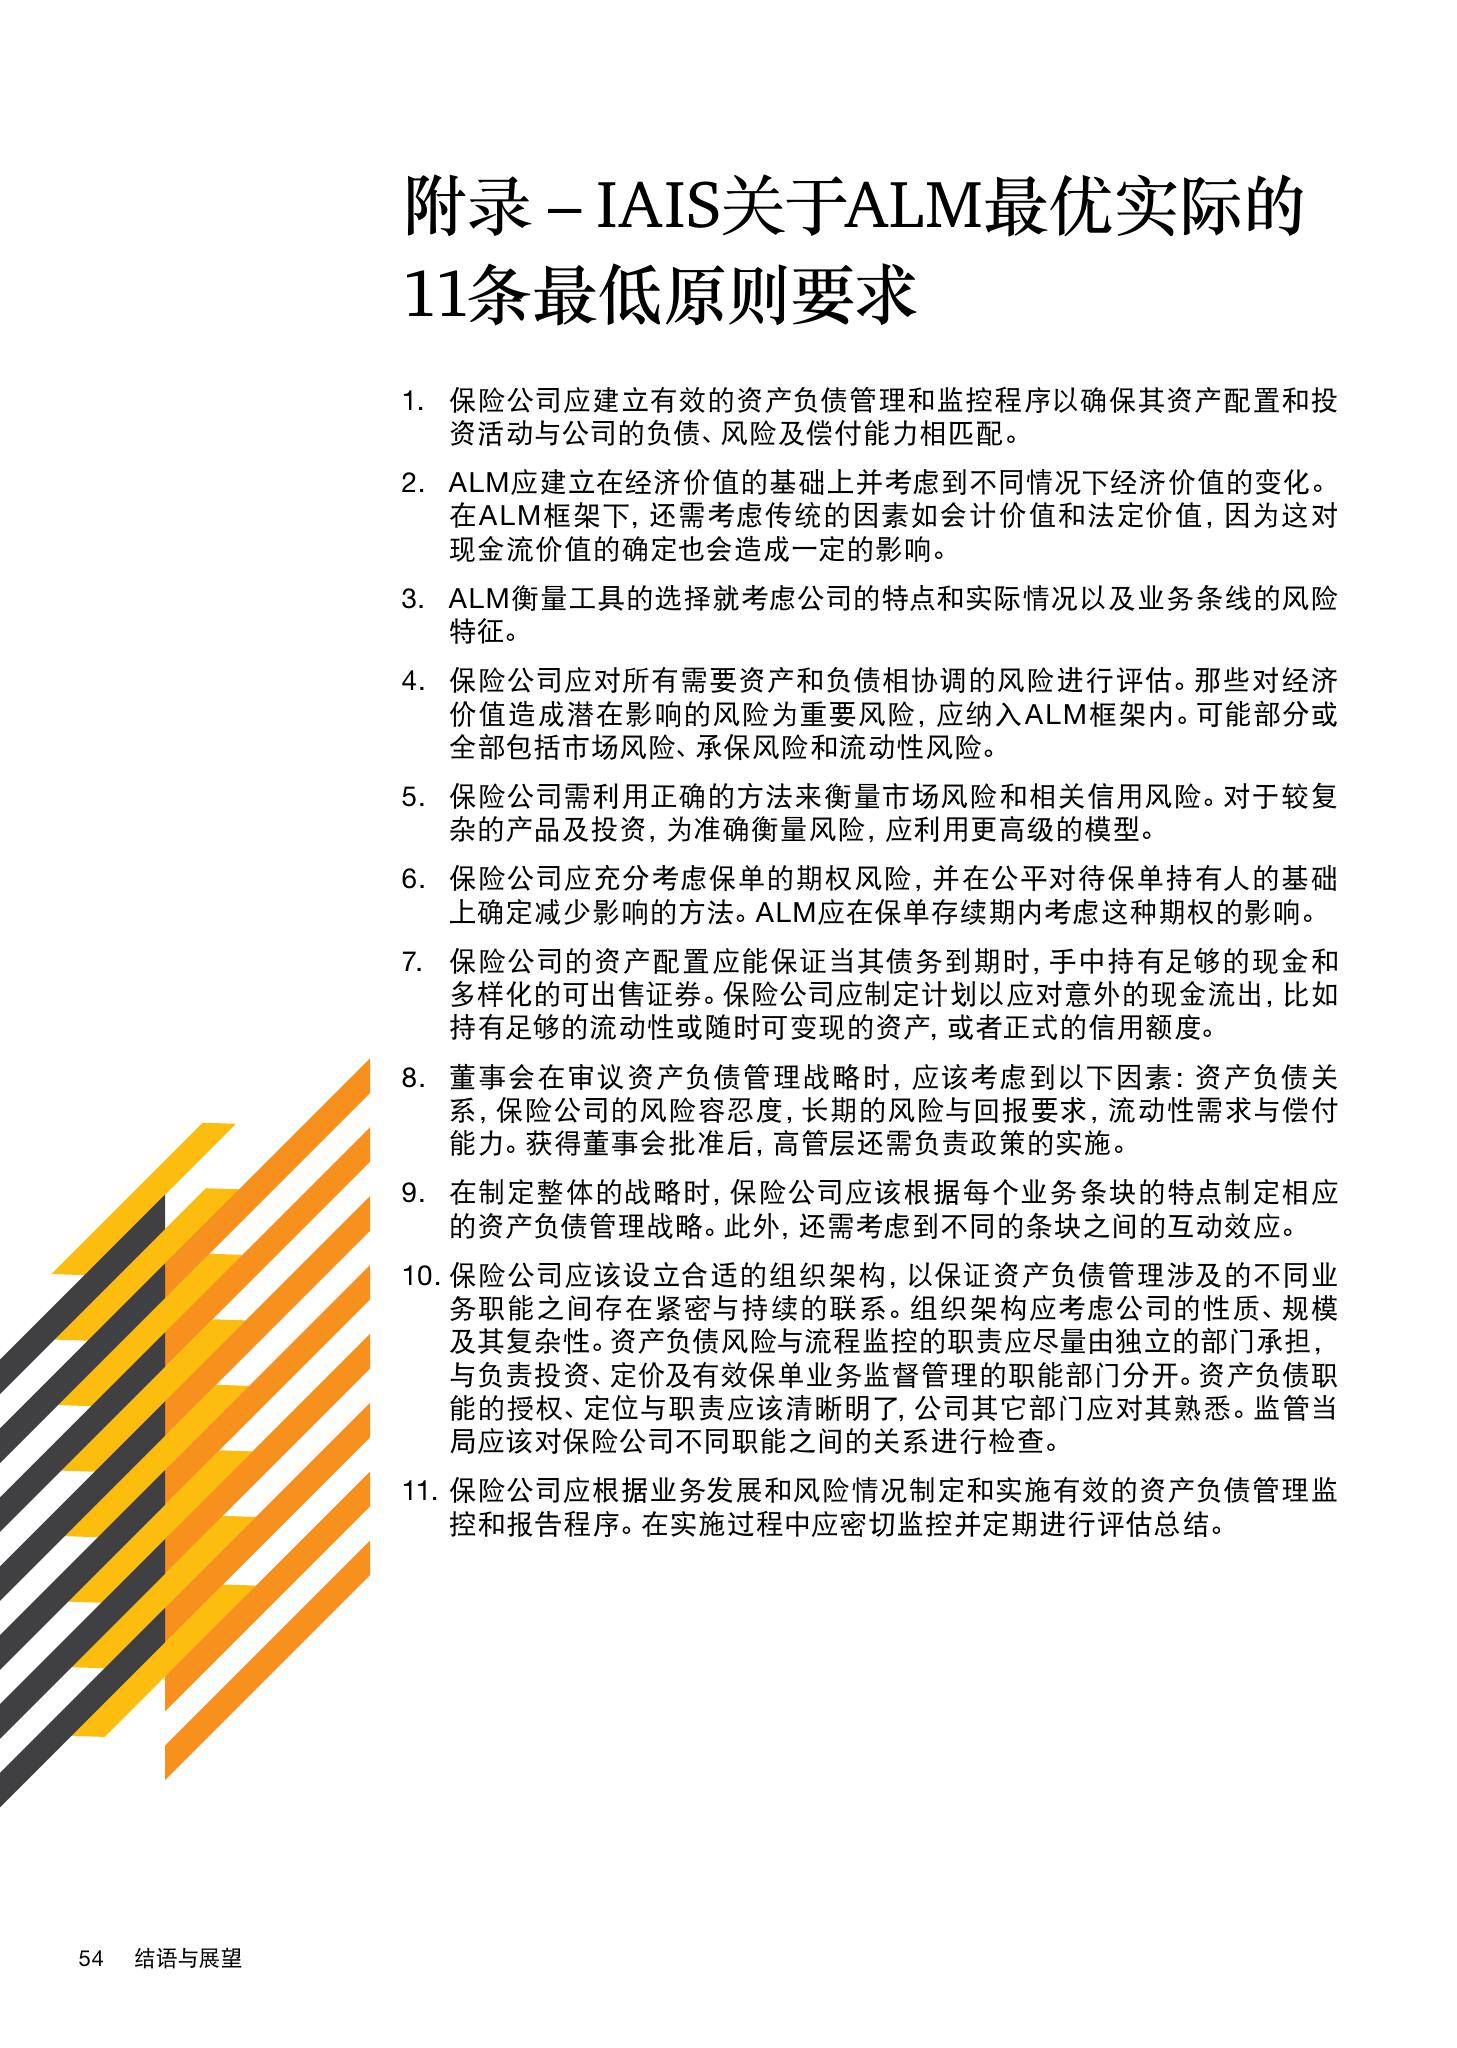 附录 – IAIS关于ALM最优实际的
11条最低原则要求
1. 保险公司应建立有效的资产负债管理和监控程序以确保其资产配置和投
资活动与公司的负债、风险及偿付能力相匹配。
2. ALM应建立在经济价值的基础上并考虑到不同情况下经济价值的变化。
在ALM框架下，还需考虑传统的因素如会计价值和法定价值，因为这对
现金流价值的确定也会造成一定的影响。
3. ALM衡量工具的选择就考虑公司的特点和实际情况以及业务条线的风险
特征。
4. 保险公司应对所有需要资产和负债相协调的风险进行评估。那些对经济
价值造成潜在影响的风险为重要风险，应纳入ALM框架内。可能部分或
全部包括市场风险、承保风险和流动性风险。
5. 保险公司需利用正确的方法来衡量市场风险和相关信用风险。对于较复
杂的产品及投资，为准确衡量风险，应利用更高级的模型。
6. 保险公司应充分考虑保单的期权风险，并在公平对待保单持有人的基础
上确定减少影响的方法。ALM应在保单存续期内考虑这种期权的影响。
7. 保险公司的资产配置应能保证当其债务到期时，手中持有足够的现金和
多样化的可出售证券。保险公司应制定计划以应对意外的现金流出，比如
持有足够的流动性或随时可变现的资产，或者正式的信用额度。
8. 董事会在审议资产负债管理战略时，应该考虑到以下因素：资产负债关
系，保险公司的风险容忍度，长期的风险与回报要求，流动性需求与偿付
能力。获得董事会批准后，高管层还需负责政策的实施。
9. 在制定整体的战略时，保险公司应该根据每个业务条块的特点制定相应
的资产负债管理战略。此外，还需考虑到不同的条块之间的互动效应。
10. 保险公司应该设立合适的组织架构，以保证资产负债管理涉及的不同业
务职能之间存在紧密与持续的联系。组织架构应考虑公司的性质、规模
及其复杂性。资产负债风险与流程监控的职责应尽量由独立的部门承担，
与负责投资、定价及有效保单业务监督管理的职能部门分开。资产负债职
能的授权、定位与职责应该清晰明了，公司其它部门应对其熟悉。监管当
局应该对保险公司不同职能之间的关系进行检查。
11. 保险公司应根据业务发展和风险情况制定和实施有效的资产负债管理监
控和报告程序。在实施过程中应密切监控并定期进行评估总结。
54 结语与展望